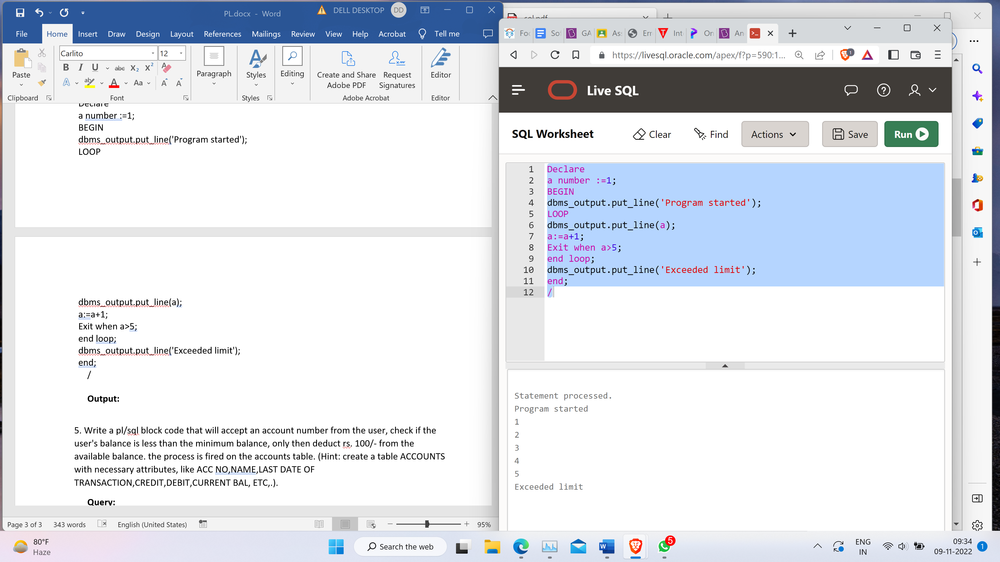 PL.docx - Word
DELL DESKTOP
DD
File
Home
Insert
Draw
Design
Layout
References
Mailings
Review
View
Help
Acrobat
Tell me
Paste
Clipboard
Carlito
12
Font
Paragraph
Styles
Styles
Editing
Create and Share
Adobe PDF
Request
Signatures
Adobe Acrobat
Editor
Editor
Declare
a number :=1;
BEGIN
dbms_output.put_line('Program started');
LOOP
dbms_output.put_line(a);
a:=a+1;
Exit when a>5;
end loop;
dbms_output.put_line('Exceeded limit');
end;
/
Output:
5. Write a pl/sql block code that will accept an account number from the user, check if the
user's balance is less than the minimum balance, only then deduct rs. 100/- from the
available balance. the process is fired on the accounts table. (Hint: create a table ACCOUNTS
with necessary attributes, like ACC NO,NAME,LAST DATE OF
TRANSACTION,CREDIT,DEBIT,CURRENT BAL, ETC,.).
Query:
Page 3 of 3
343 words
English (United States)
95%
sql.pdf
Foc
Sof
GA
Ass
Err
Int
On
An
https://livesql.oracle.com/apex/f?p=590:1...
1
Live SQL
SQL Worksheet
Clear
Find
Actions
Save
Run
1 Declare
2 a number :=1;
3 BEGIN
4 dbms_output.put_line('Program started');
5 LOOP
6 dbms_output.put_line(a);
7 a:=a+1;
8 Exit when a>5;
9 end loop;
10 dbms_output.put_line('Exceeded limit');
11 end;
12 /
Statement processed.
Program started
1
2
3
4
5
Exceeded limit
80°F
Haze
Search the web
5
ENG
IN
09:34
09-11-2022
1